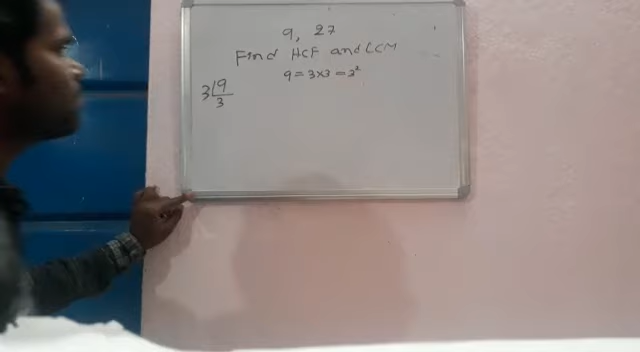 9, 27
Find HCF and LCM
9 = 3×3 = 3²
3|9
3